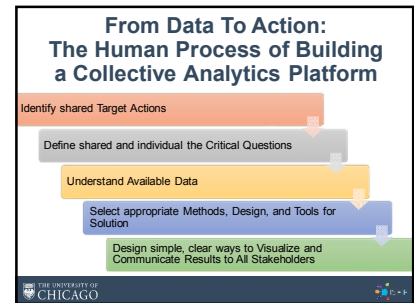 From Data To Action:
The Human Process of Building
a Collective Analytics Platform
Identify shared Target Actions
Define shared and individual the Critical Questions
Understand Available Data
Select appropriate Methods, Design, and Tools for
Solution
Design simple, clear ways to Visualize and
Communicate Results to All Stakeholders
THE UNIVERSITY OF
CHICAGO